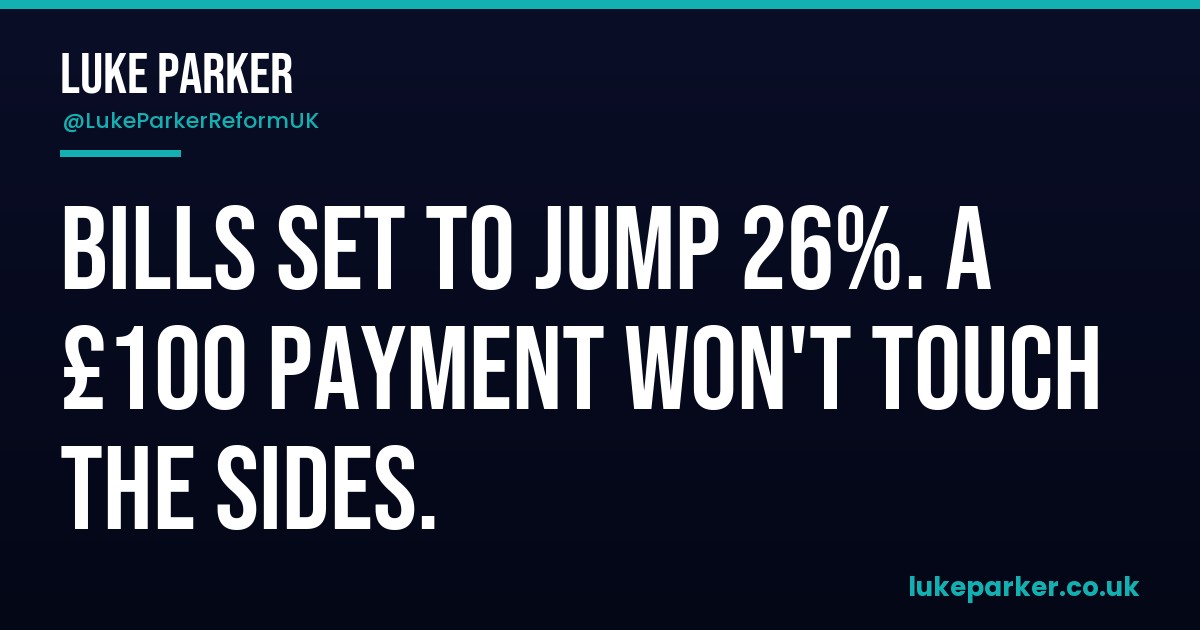 LUKE PARKER
@LukeParkerReformUK
BILLS SET TO JUMP 26%. A
£100 PAYMENT WON'T TOUCH
THE SIDES.
lukeparker.co.uk